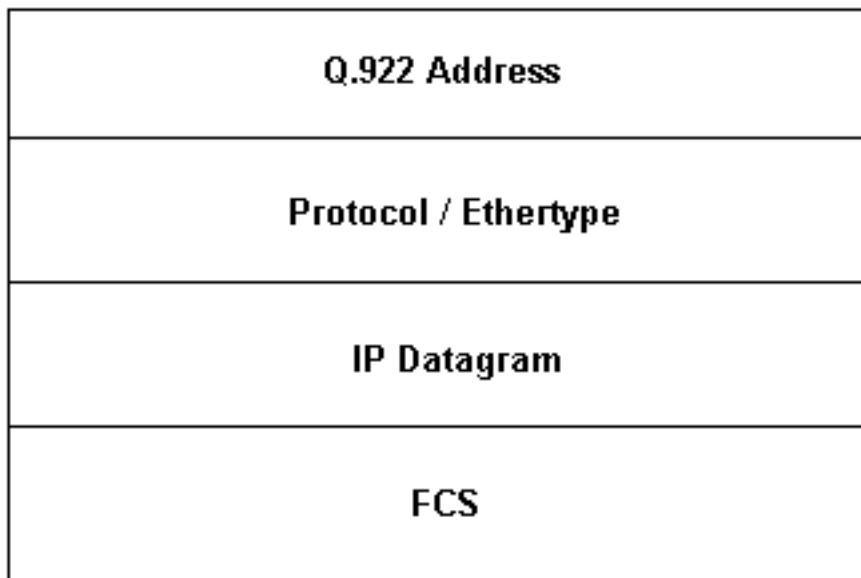 Q.922 Address
Protocol / Ethertype
IP Datagram
FCS